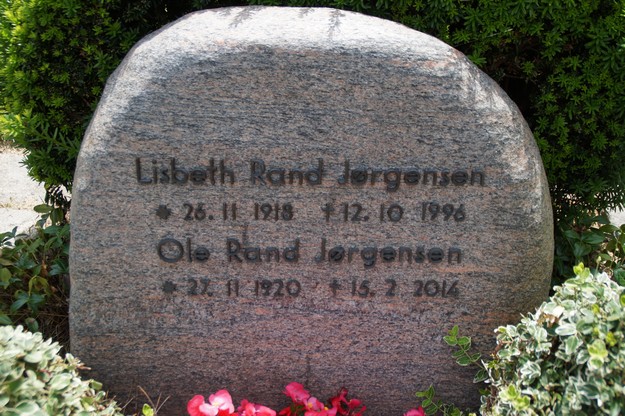 Lisbeth Rand Jørgensen
* 26. 11 1918 † 12. 10 1996
Ole Rand Jørgensen
* 27. 11 1920 † 15. 2 2014